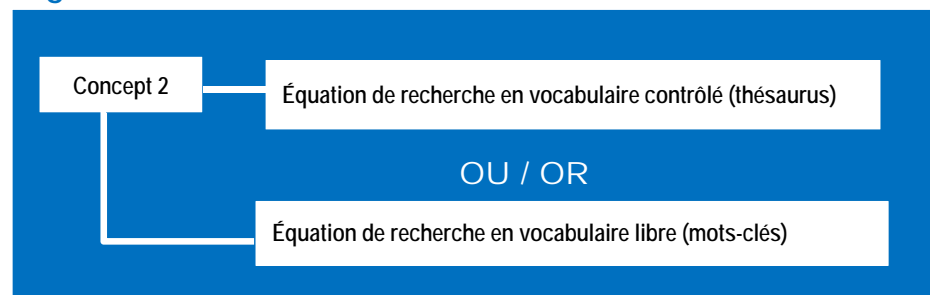 Concept 2
Équation de recherche en vocabulaire contrôlé (thésaurus)
OU / OR
Équation de recherche en vocabulaire libre (mots-clés)